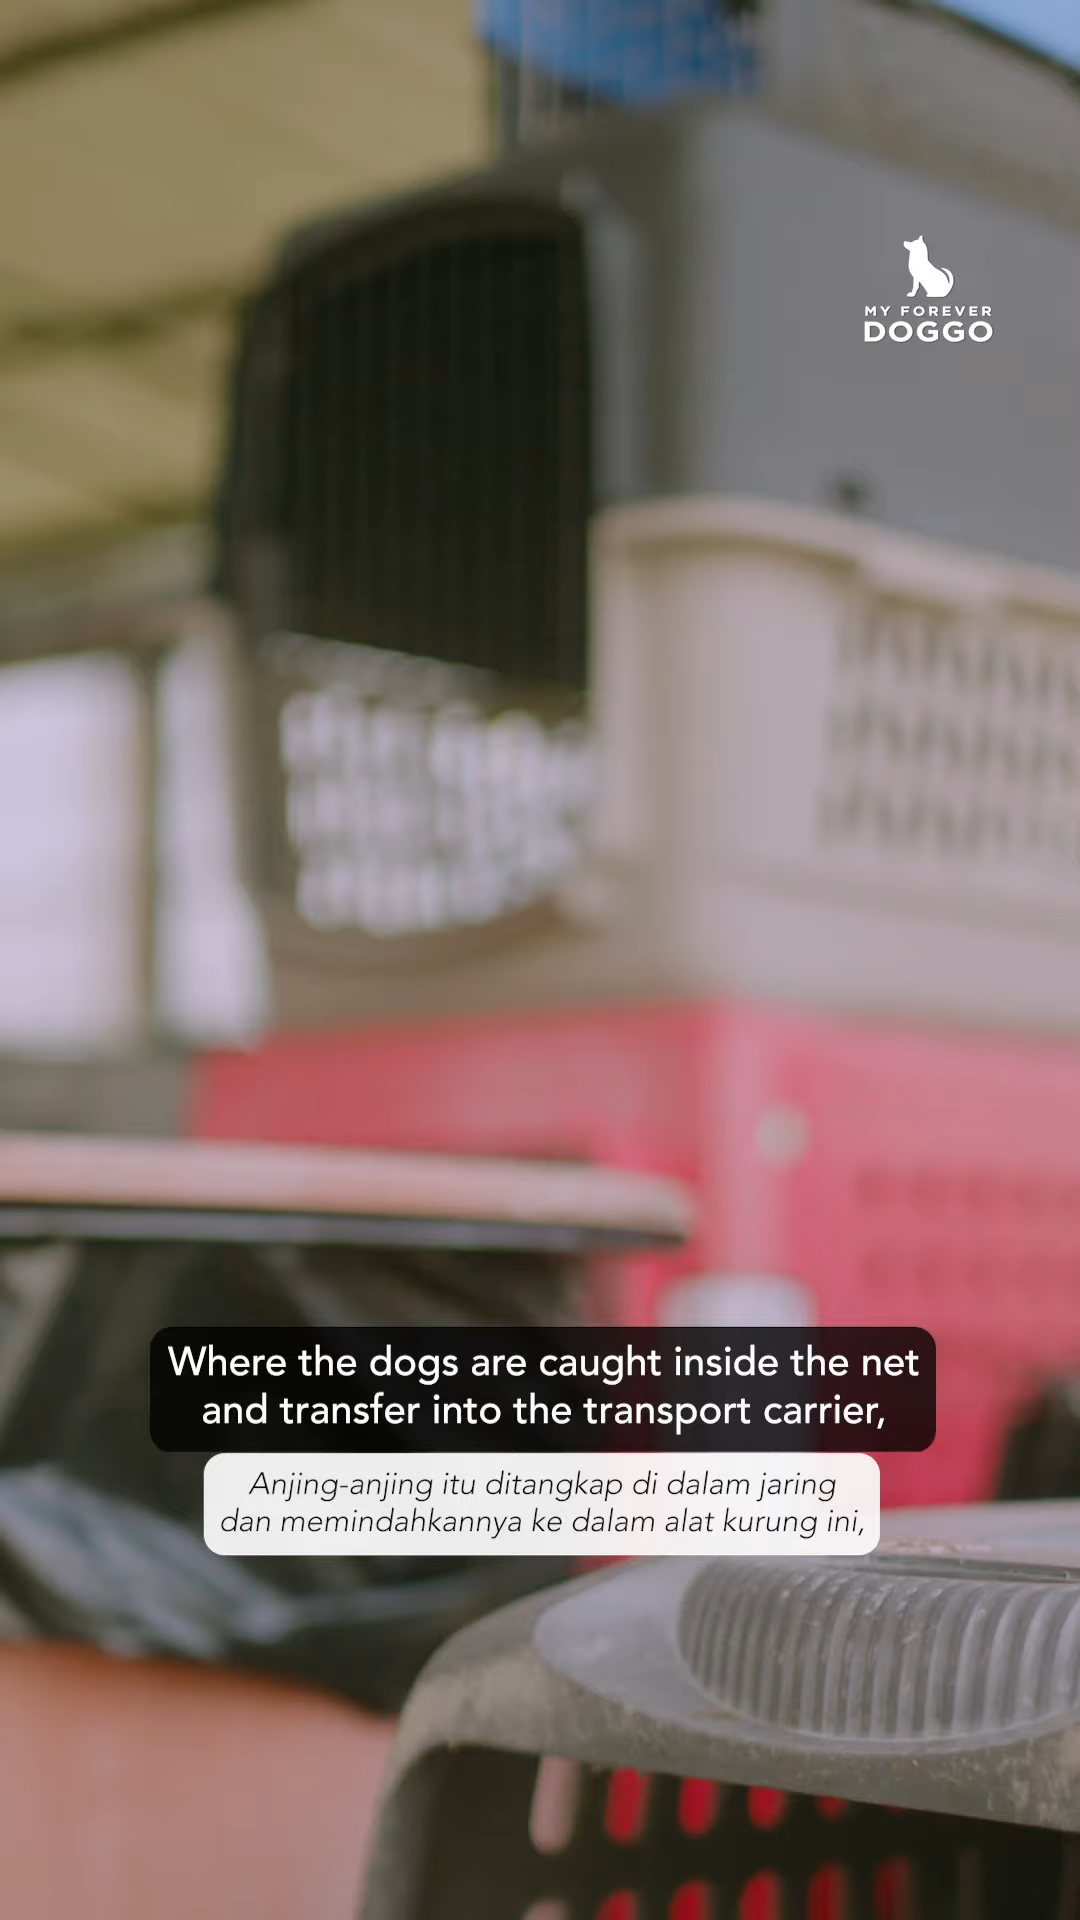 MY FOREVER
DOGGO
Where the dogs are caught inside the net
and transfer into the transport carrier,
Anjing-anjing itu ditangkap di dalam jaring
dan memindahkannya ke dalam alat kurung ini,